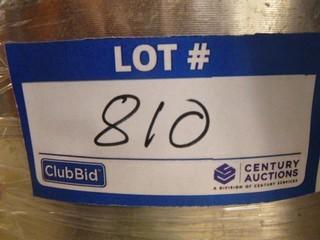 LOT #
810
ClubBid
CENTURY
AUCTIONS
A DIVISION OF CENTURY SERVICES